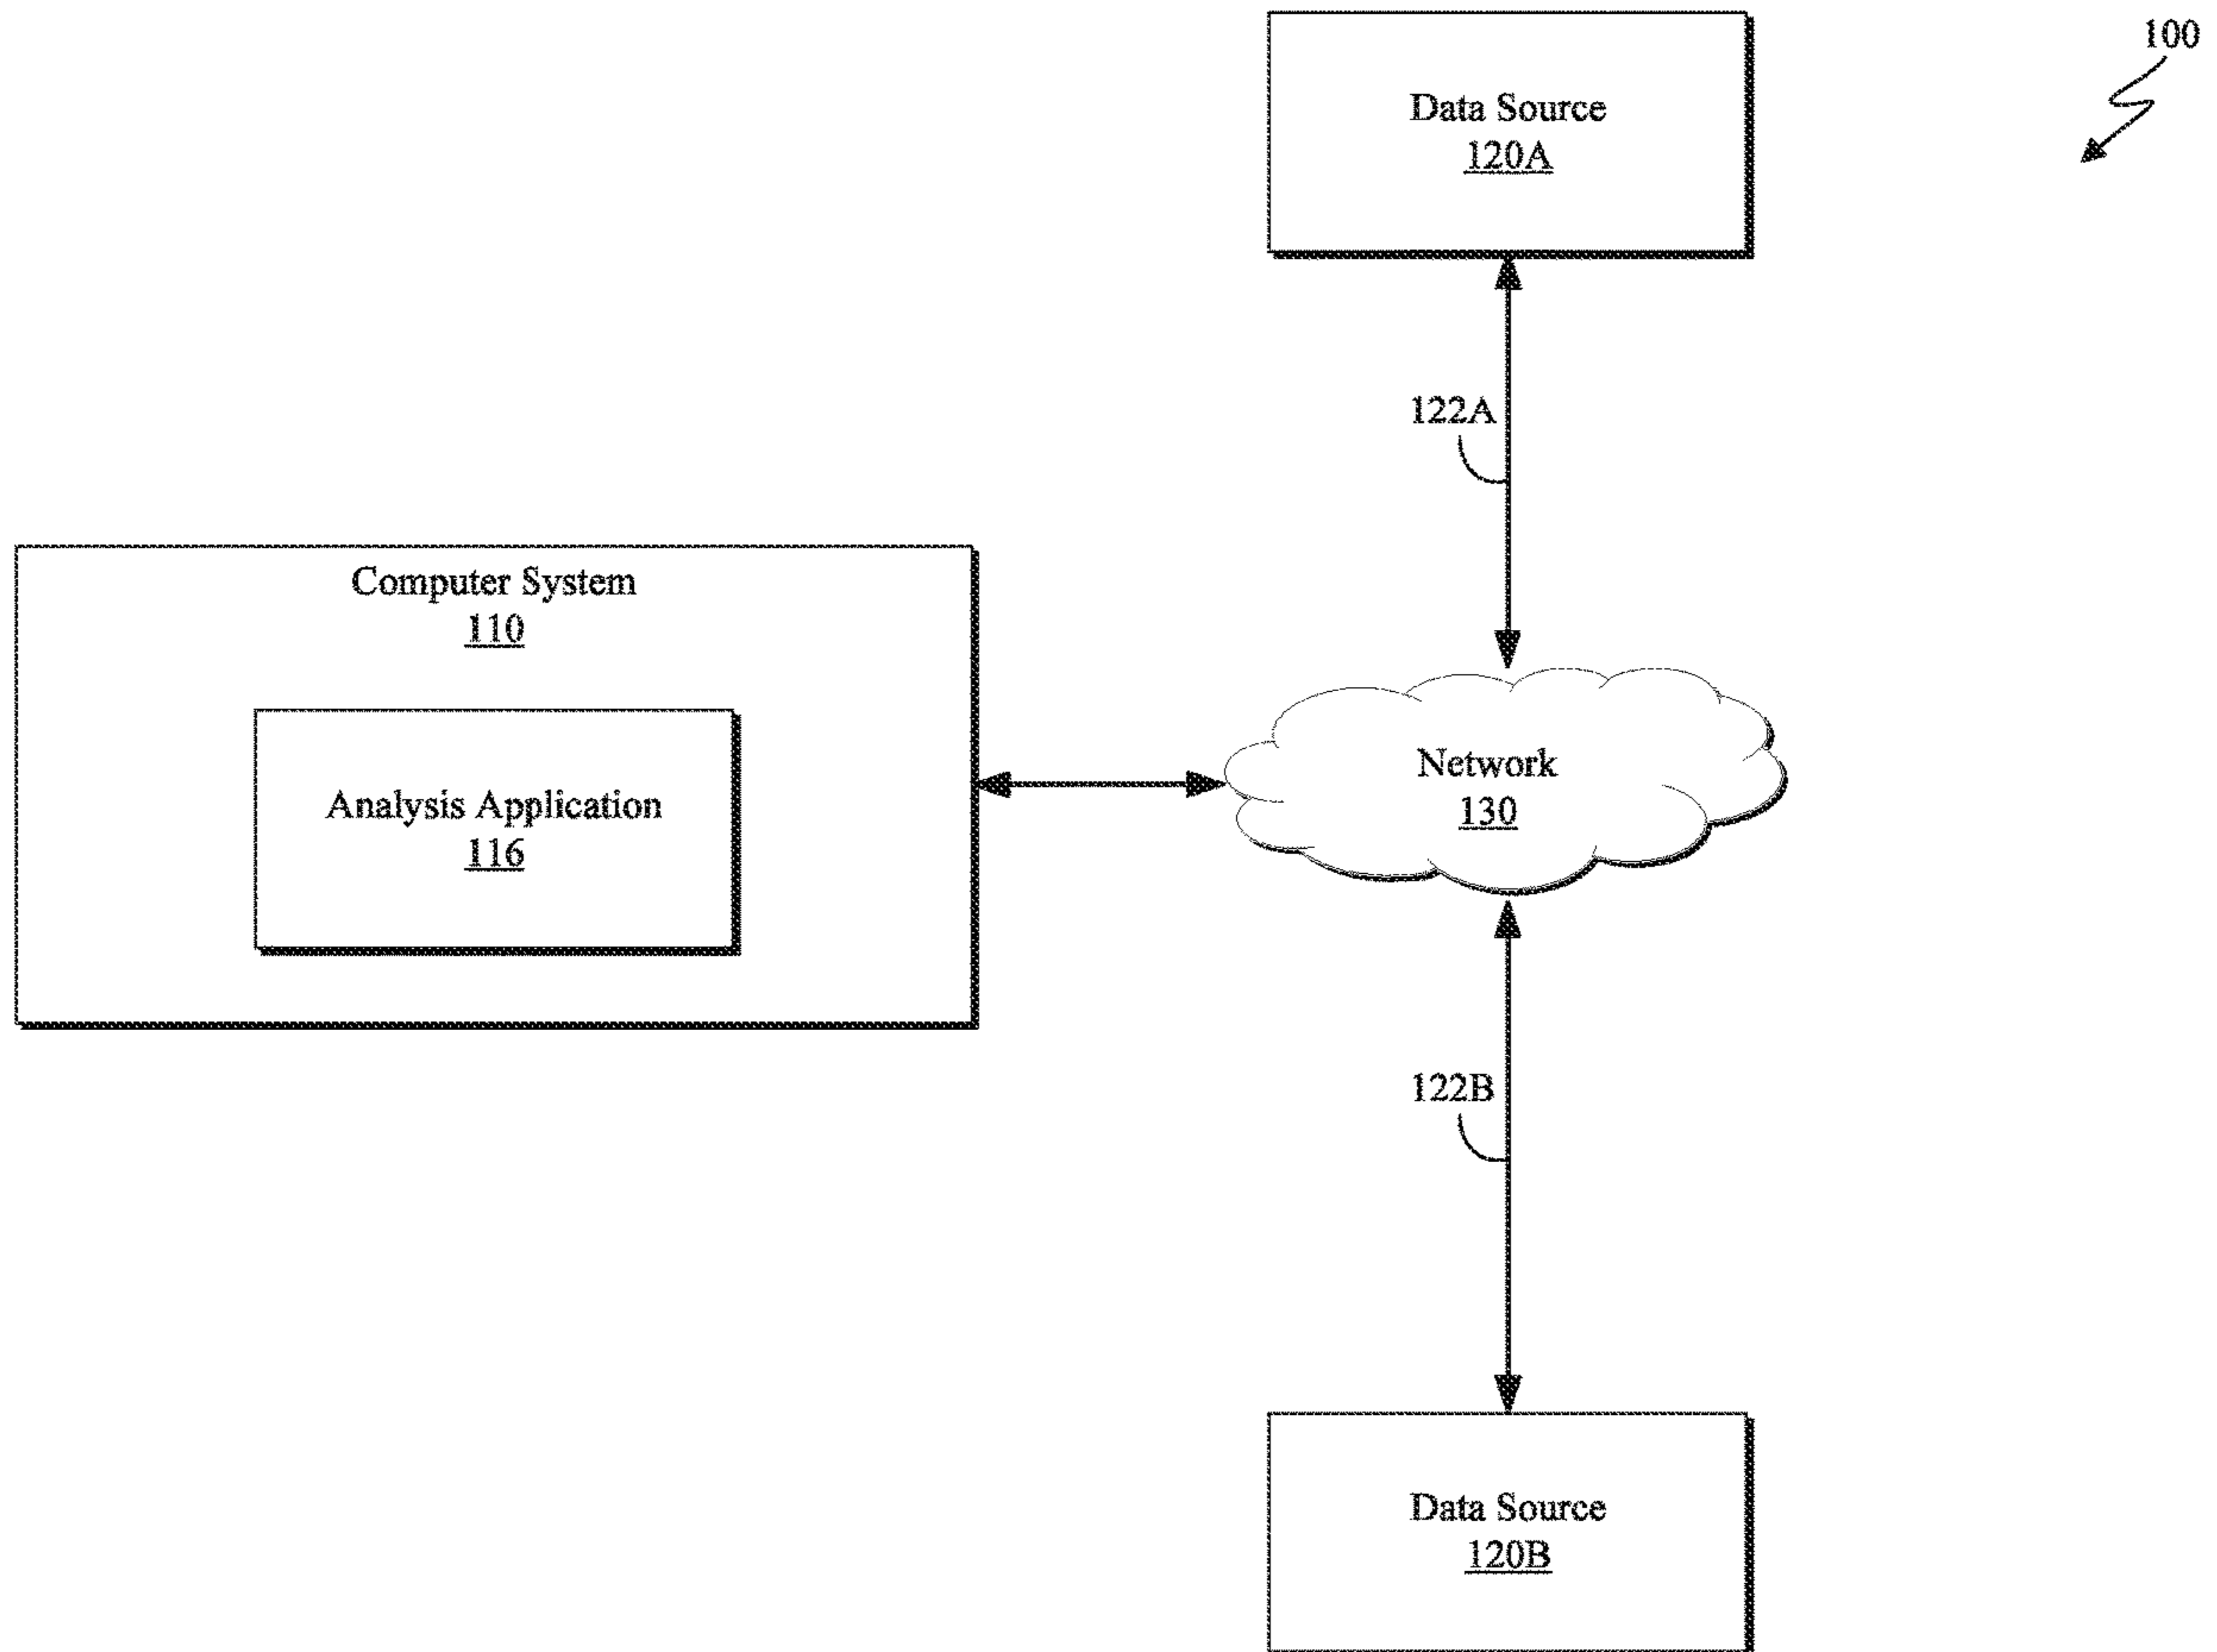 100
Data Source
120A
122A
Computer System
110
Analysis Application
116
Network
130
122B
Data Source
120B